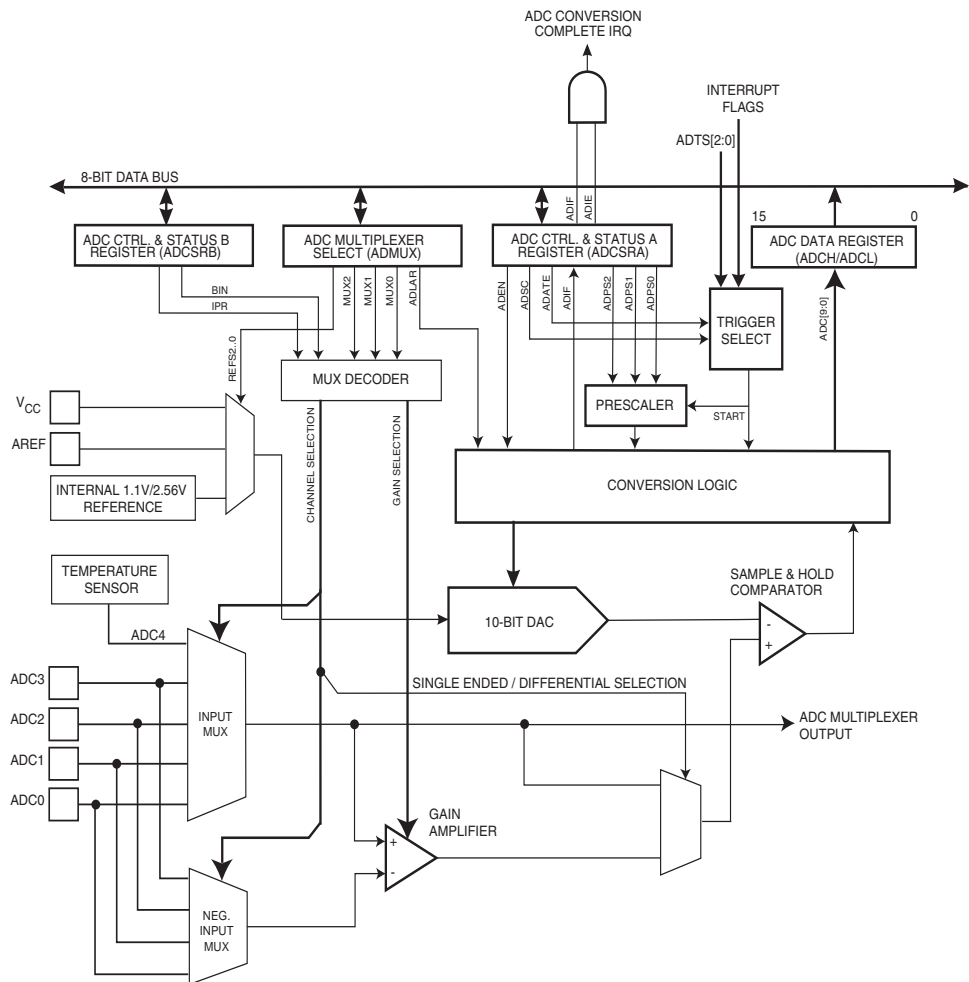 ADC CONVERSION
COMPLETE IRQ
INTERRUPT
FLAGS
ADTS[2:0]
8-BIT DATA BUS
ADIF
ADIE
15
0
ADC CTRL. & STATUS B
REGISTER (ADCSRB)
ADC MULTIPLEXER
SELECT (ADMUX)
ADC CTRL. & STATUS A
REGISTER (ADCSRA)
ADC DATA REGISTER
(ADCH/ADCL)
BIN
IPR
REFS2..0
MUX2
MUX1
MUX0
ADLAR
ADEN
ADSC
ADATE
ADIF
ADPS2
ADPS1
ADPS0
TRIGGER
SELECT
ADC[9:0]
MUX DECODER
PRESCALER
START
VCC
AREF
INTERNAL 1.1V/2.56V
REFERENCE
CHANNEL SELECTION
GAIN SELECTION
CONVERSION LOGIC
TEMPERATURE
SENSOR
ADC4
10-BIT DAC
SAMPLE & HOLD
COMPARATOR
-
+
ADC3
ADC2
ADC1
ADC0
INPUT
MUX
SINGLE ENDED / DIFFERENTIAL SELECTION
ADC MULTIPLEXER
OUTPUT
GAIN
AMPLIFIER
+
-
NEG.
INPUT
MUX